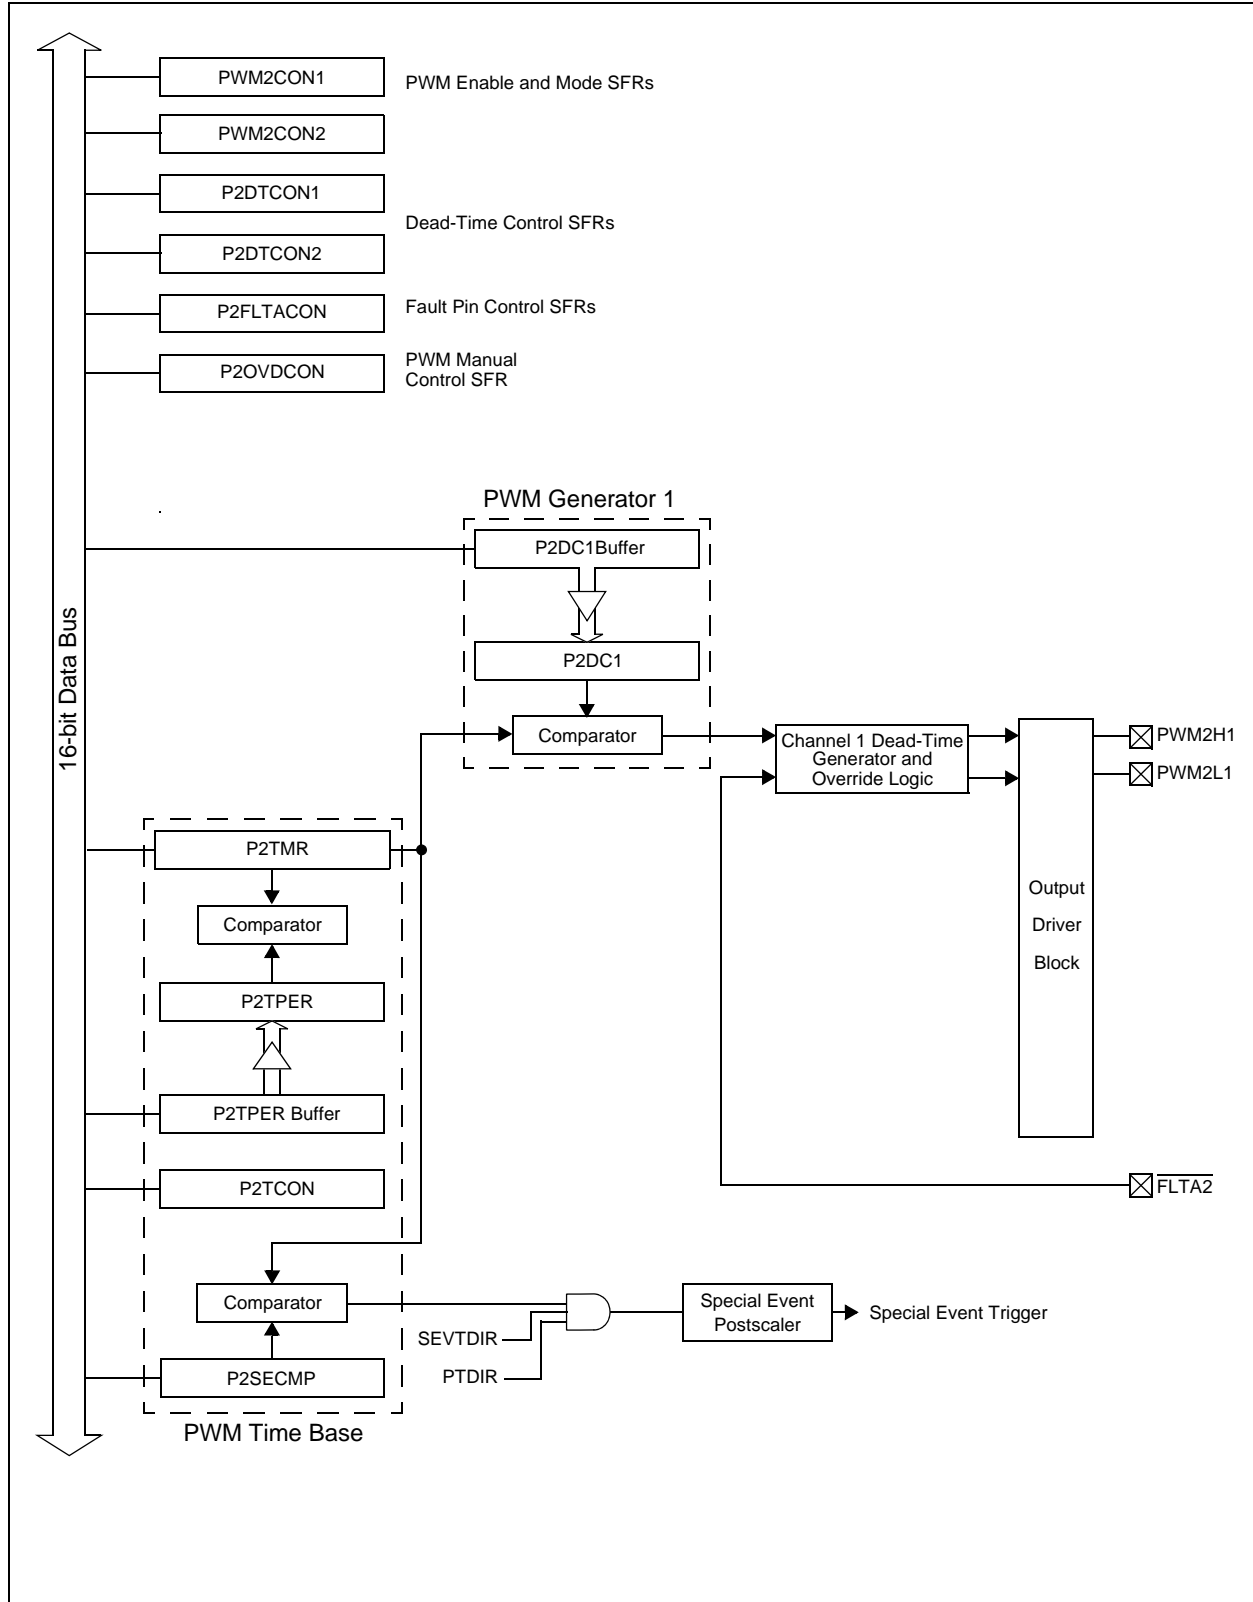 PWM2CON1
PWM Enable and Mode SFRs
PWM2CON2
P2DTCON1
Dead-Time Control SFRs
P2DTCON2
P2FLTACON
Fault Pin Control SFRs
P2OVDCON
PWM Manual
Control SFR
16-bit Data Bus
PWM Generator 1
P2DC1Buffer
P2DC1
Comparator
Channel 1 Dead-Time
Generator and
Override Logic
PWM2H1
PWM2L1
P2TMR
Comparator
P2TPER
P2TPER Buffer
P2TCON
Output
Driver
Block
FLTA2
Comparator
SEVTDIR
PTDIR
Special Event
Postscaler
Special Event Trigger
P2SECMP
PWM Time Base